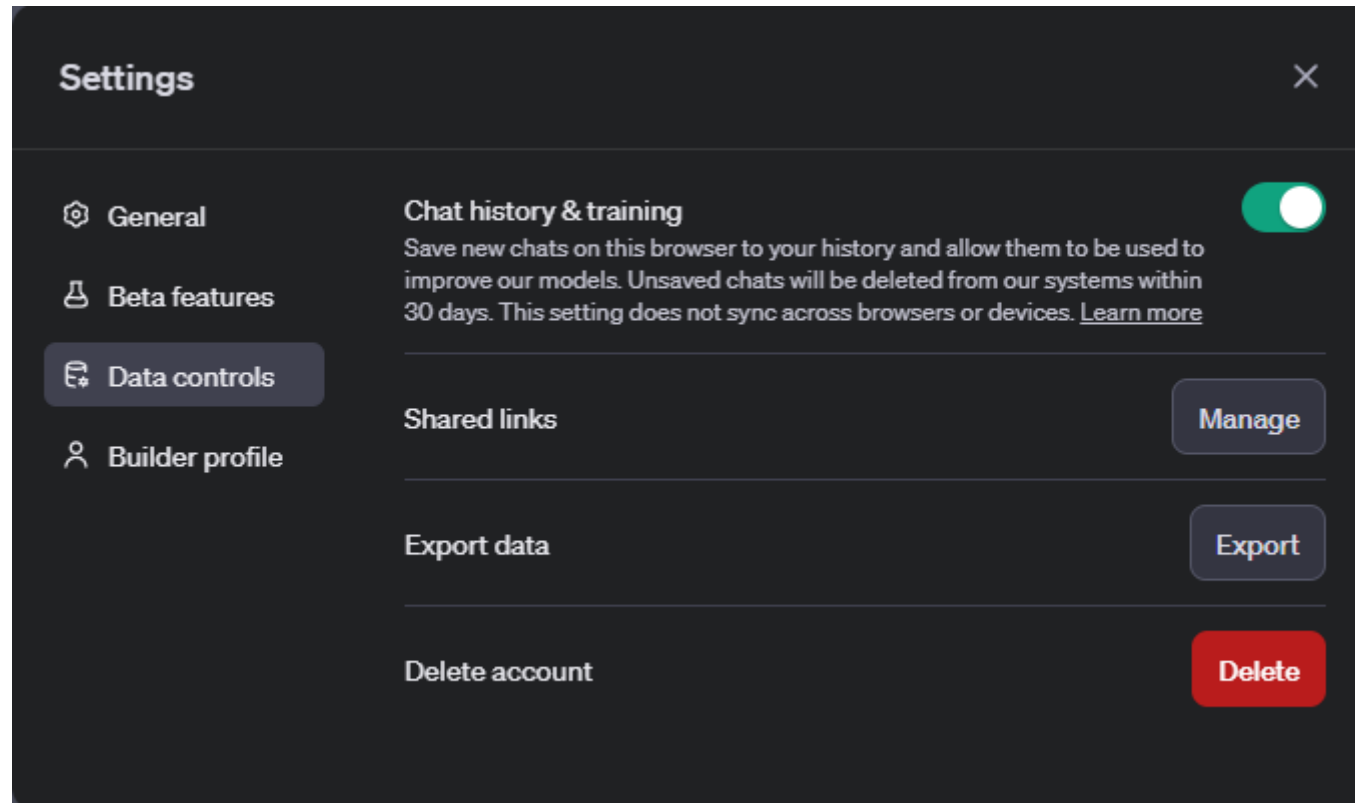 Settings
General
Beta features
Data controls
Builder profile
Chat history & training
Save new chats on this browser to your history and allow them to be used to
improve our models. Unsaved chats will be deleted from our systems within
30 days. This setting does not sync across browsers or devices. Learn more
Shared links
Manage
Export data
Export
Delete account
Delete